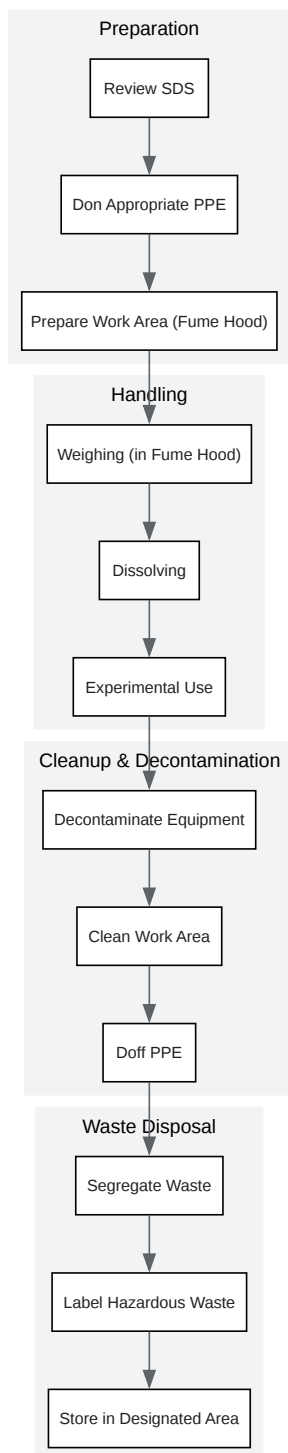 Preparation
Review SDS
Don Appropriate PPE
Prepare Work Area (Fume Hood)
Handling
Weighing (in Fume Hood)
Dissolving
Experimental Use
Cleanup & Decontamination
Decontaminate Equipment
Clean Work Area
Doff PPE
Waste Disposal
Segregate Waste
Label Hazardous Waste
Store in Designated Area